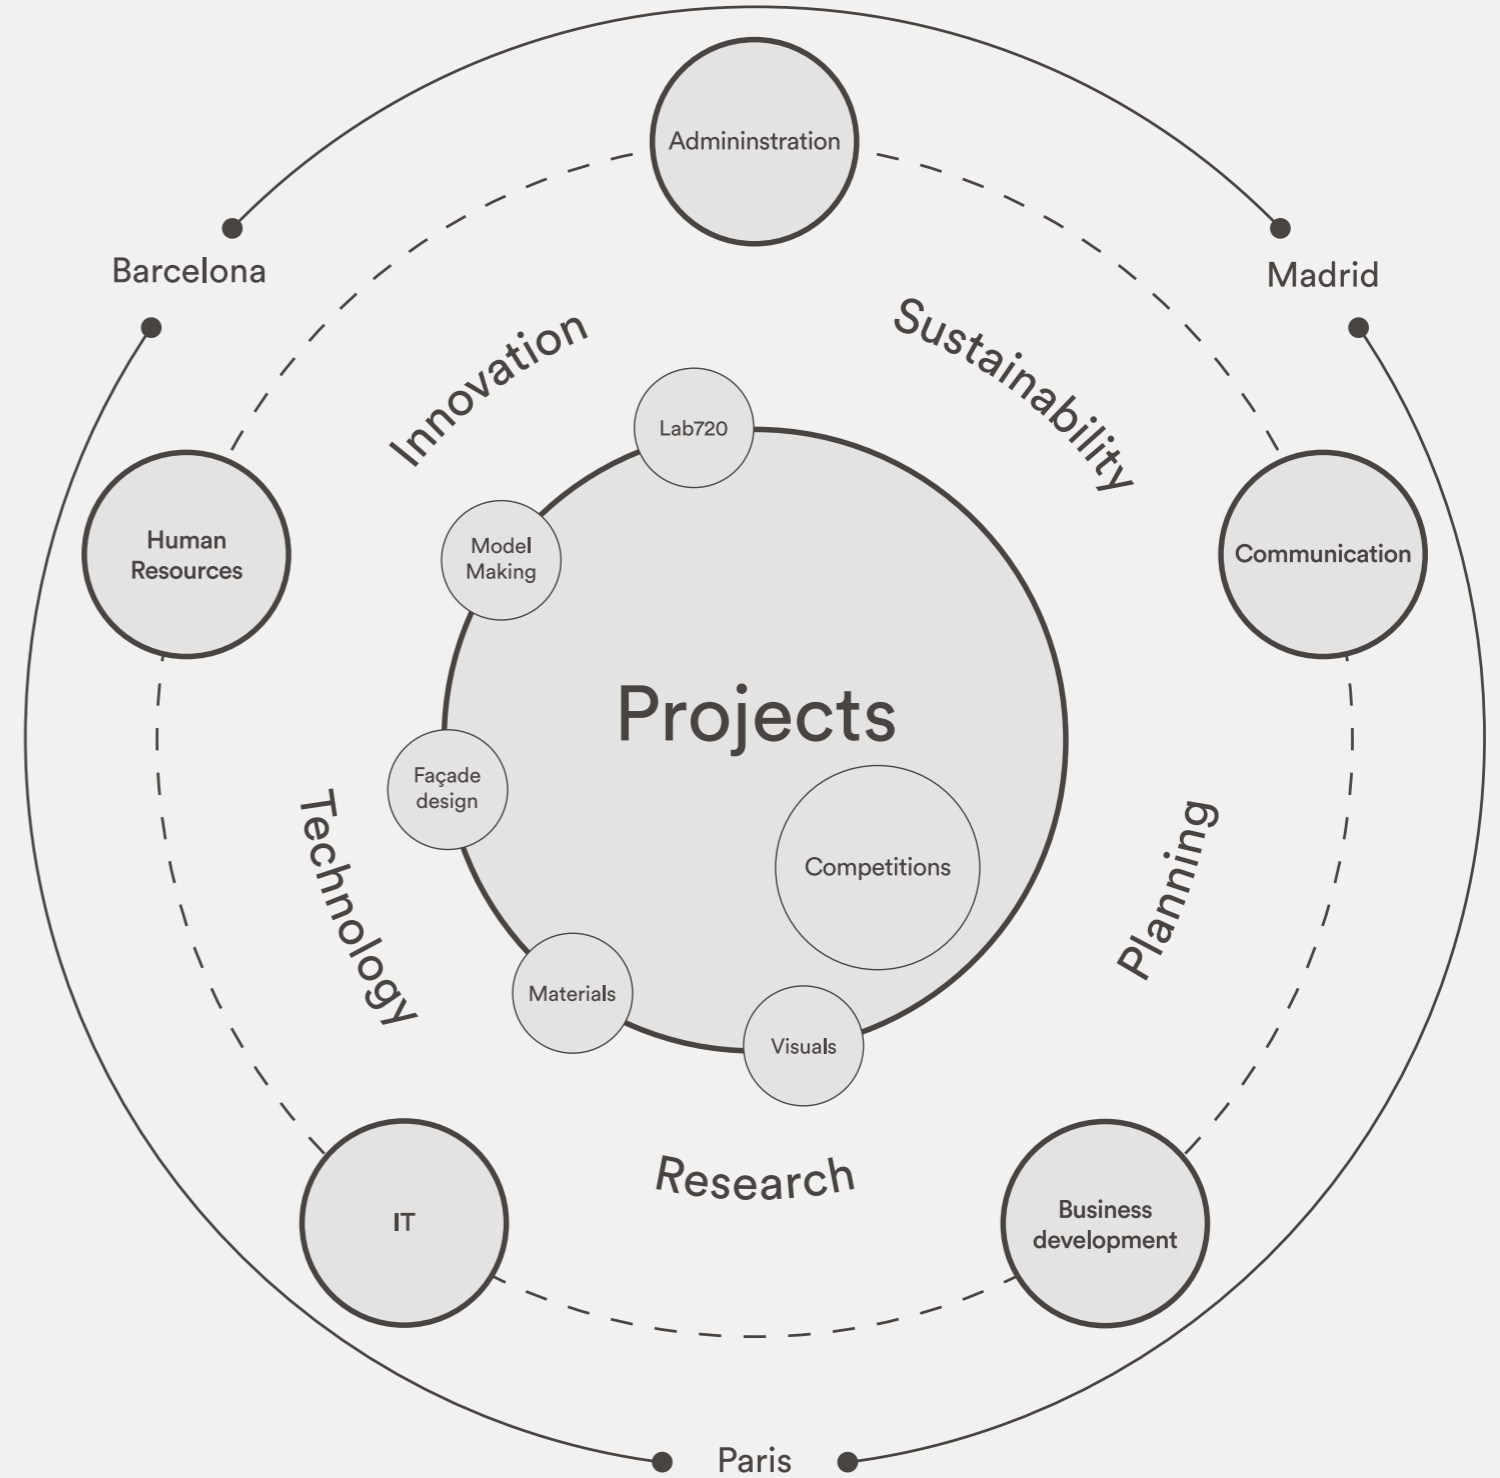 Admininstration
Barcelona
Madrid
Innovation
Sustainability
Lab720
Human
Resources
Model
Making
Communication
Projects
Façade
design
Technology
Competitions
Planning
Materials
Visuals
Research
IT
Business
development
Paris